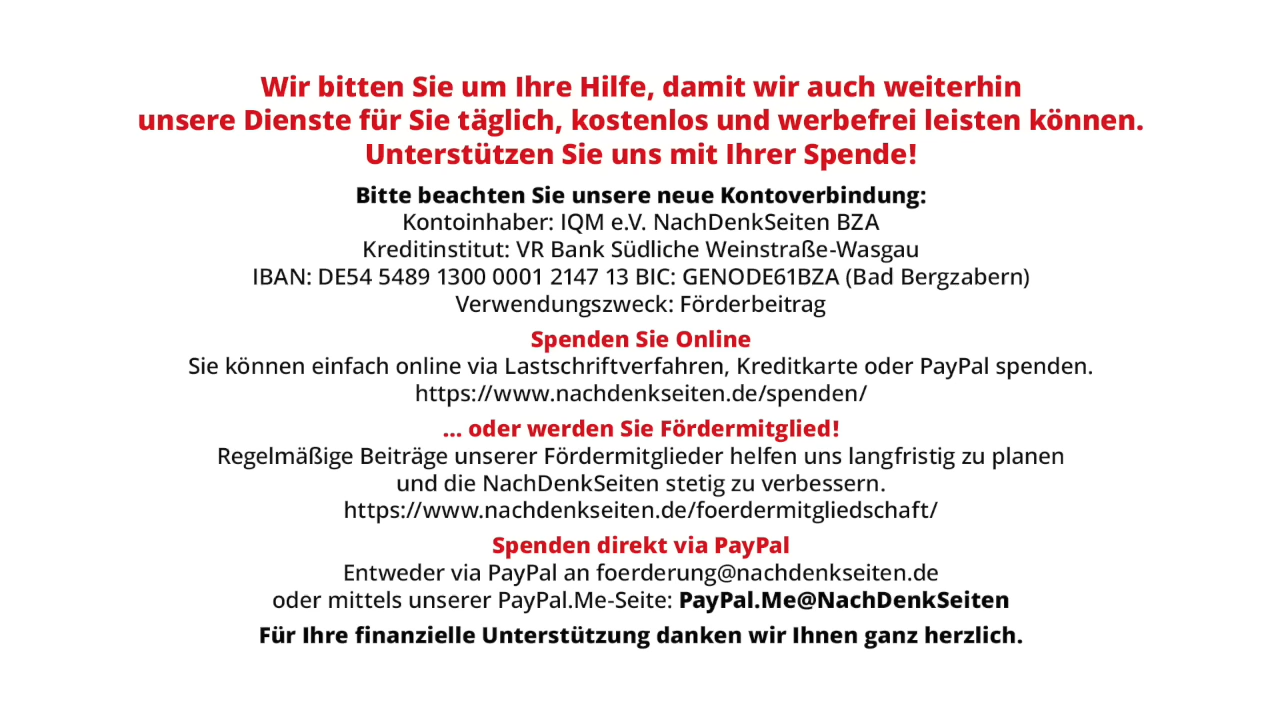 Wir bitten Sie um Ihre Hilfe, damit wir auch weiterhin
unsere Dienste für Sie täglich, kostenlos und werbefrei leisten können.
Unterstützen Sie uns mit Ihrer Spende!
Bitte beachten Sie unsere neue Kontoverbindung:
Kontoinhaber: IQM e.V. NachDenkSeiten BZA
Kreditinstitut: VR Bank Südliche Weinstraße-Wasgau
IBAN: DE54 5489 1300 0001 2147 13 BIC: GENODE61BZA (Bad Bergzabern)
Verwendungszweck: Förderbeitrag
Spenden Sie Online
Sie können einfach online via Lastschriftverfahren, Kreditkarte oder PayPal spenden.
https://www.nachdenkseiten.de/spenden/
... oder werden Sie Fördermitglied!
Regelmäßige Beiträge unserer Fördermitglieder helfen uns langfristig zu planen
und die NachDenkSeiten stetig zu verbessern.
https://www.nachdenkseiten.de/foerdermitgliedschaft/
Spenden direkt via PayPal
Entweder via PayPal an foerderung@nachdenkseiten.de
oder mittels unserer PayPal.Me-Seite: PayPal.Me@NachDenkSeiten
Für Ihre finanzielle Unterstützung danken wir Ihnen ganz herzlich.